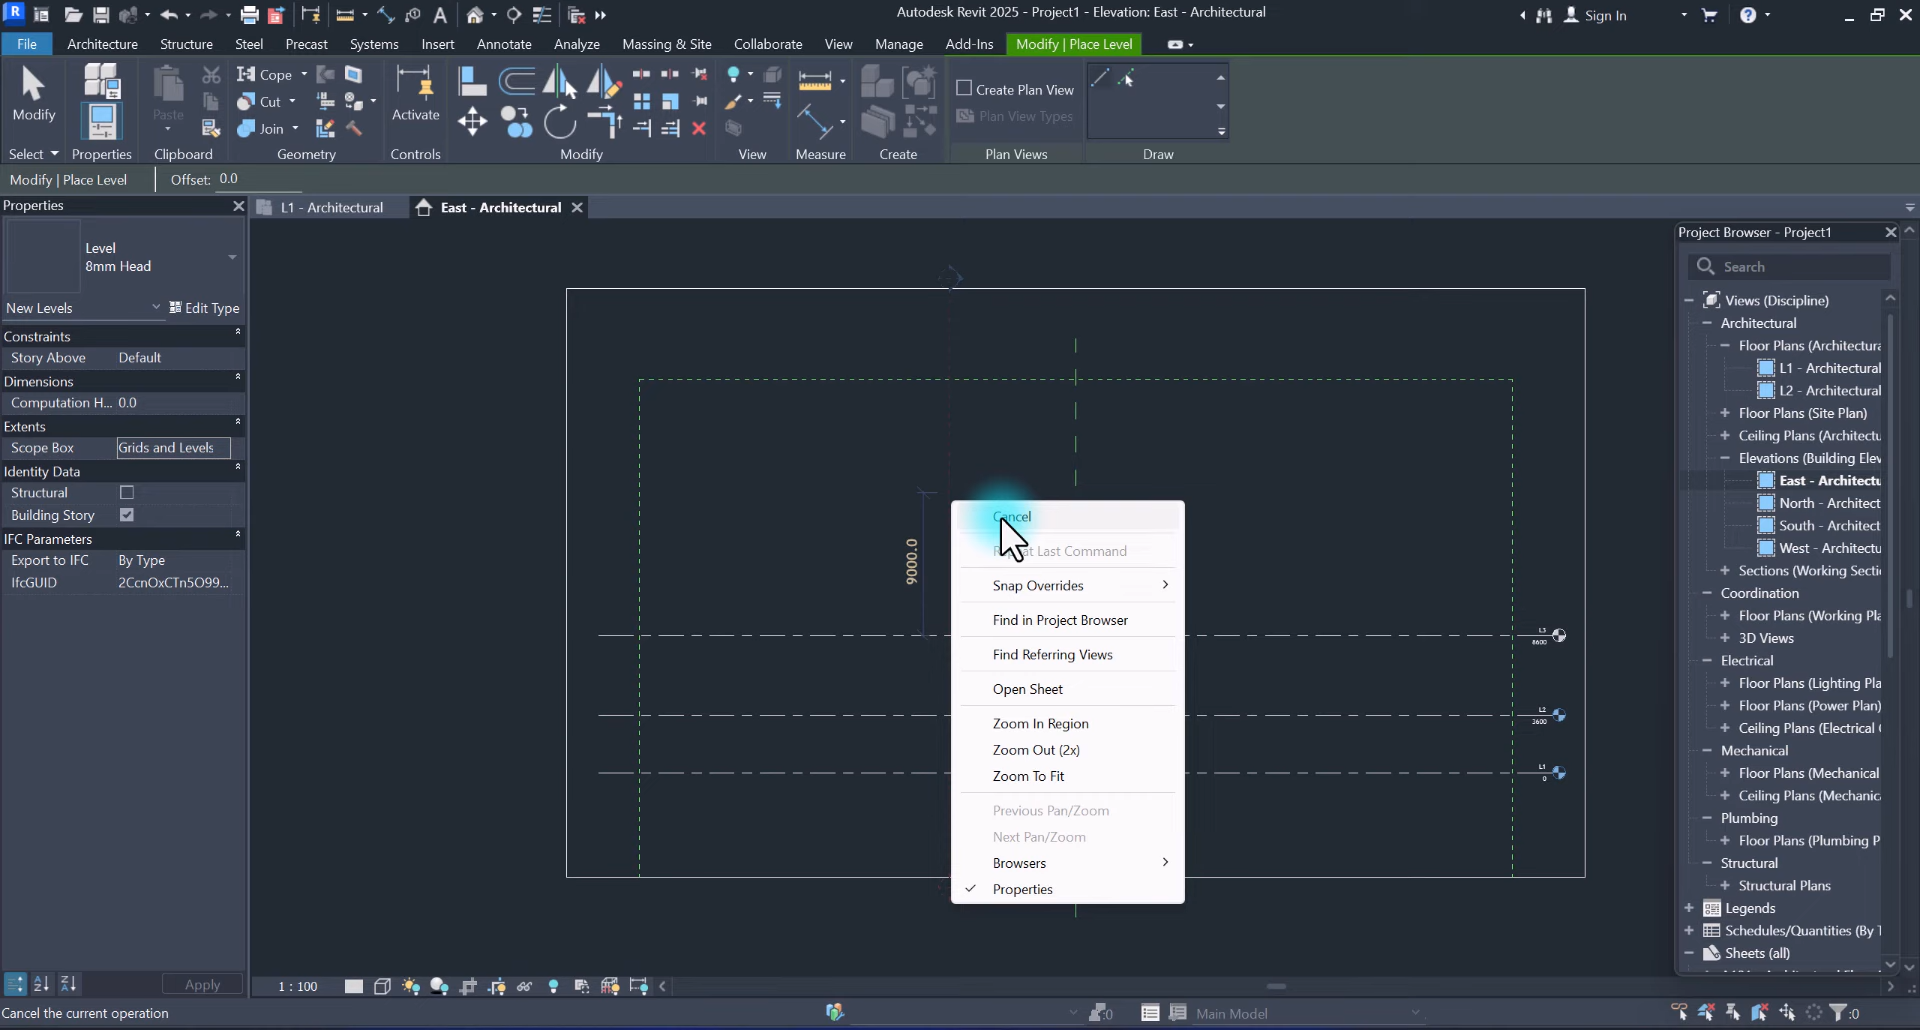 Autodesk Revit 2025 - Project1 - Elevation: East - Architectural
Sign In
File Architecture Structure Steel Precast Systems Insert Annotate Analyze Massing & Site Collaborate View Manage Add-Ins Modify | Place Level
Modify
Paste
Cope
Cut
Join
Activate
Create Plan View
Plan View Types
Select Properties Clipboard Geometry Controls Modify View Measure Create Plan Views Draw
Modify | Place Level Offset: 0.0
Properties
L1 - Architectural
East - Architectural
Level
8mm Head
New Levels Edit Type
Constraints
Story Above Default
Dimensions
Computation H... 0.0
Extents
Scope Box Grids and Levels
Identity Data
Structural
Building Story
IFC Parameters
Export to IFC By Type
IfcGUID 2CcnOxCTn5O99...
Apply
9000.0
L3
6600
L2
3600
L1
0
Cancel
Repeat Last Command
Snap Overrides
Find in Project Browser
Find Referring Views
Open Sheet
Zoom In Region
Zoom Out (2x)
Zoom To Fit
Previous Pan/Zoom
Next Pan/Zoom
Browsers
Properties
Project Browser - Project1
Search
Views (Discipline)
Architectural
Floor Plans (Architectura
L1 - Architectural
L2 - Architectural
Floor Plans (Site Plan)
Ceiling Plans (Architectu
Elevations (Building Elev
East - Architectu
North - Architect
South - Architect
West - Architectu
Sections (Working Secti
Coordination
Floor Plans (Working Pla
3D Views
Electrical
Floor Plans (Lighting Pla
Floor Plans (Power Plan)
Ceiling Plans (Electrical
Mechanical
Floor Plans (Mechanical
Ceiling Plans (Mechanica
Plumbing
Floor Plans (Plumbing P
Structural
Structural Plans
Legends
Schedules/Quantities (By T
Sheets (all)
1 : 100
Cancel the current operation
:0
Main Model
:0